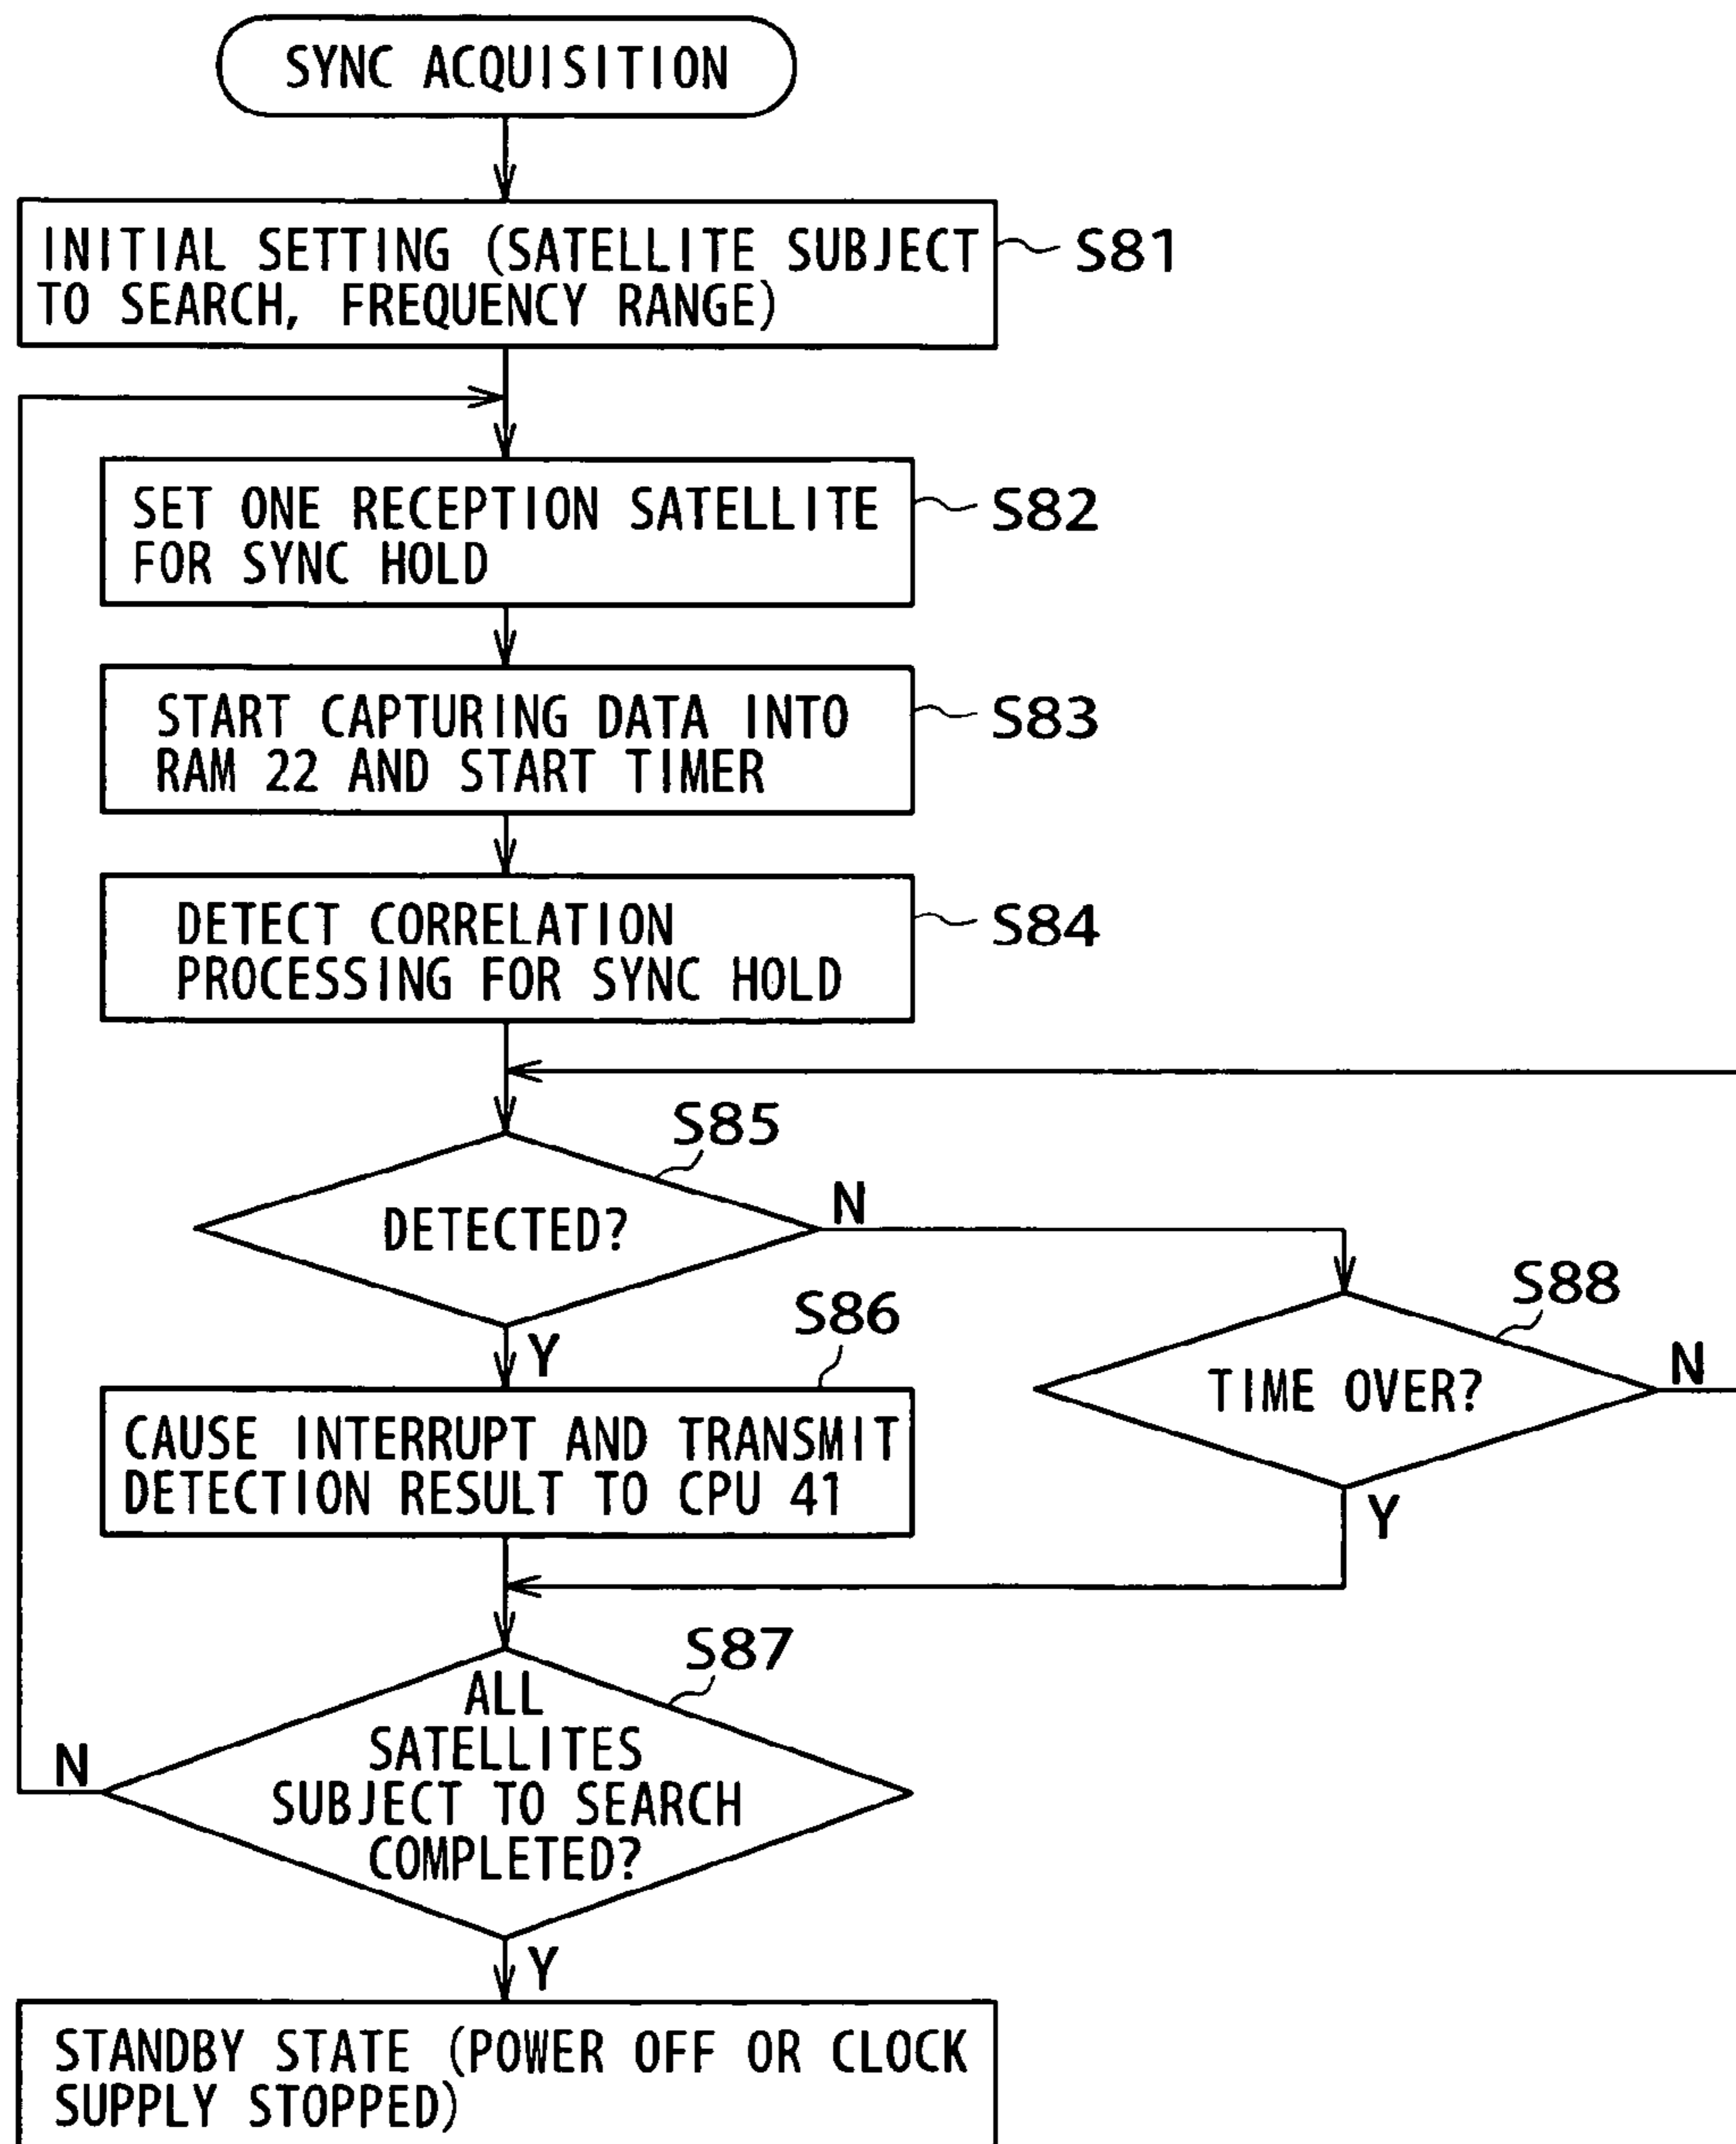 SYNC ACQUISITION
INITIAL SETTING (SATELLITE SUBJECT
TO SEARCH, FREQUENCY RANGE)
S81
SET ONE RECEPTION SATELLITE
FOR SYNC HOLD
S82
START CAPTURING DATA INTO
RAM 22 AND START TIMER
S83
DETECT CORRELATION
PROCESSING FOR SYNC HOLD
S84
S85
DETECTED?
N
Y
S88
TIME OVER?
N
Y
S86
CAUSE INTERRUPT AND TRANSMIT
DETECTION RESULT TO CPU 41
S87
ALL
SATELLITES
SUBJECT TO SEARCH
COMPLETED?
N
Y
STANDBY STATE (POWER OFF OR CLOCK
SUPPLY STOPPED)